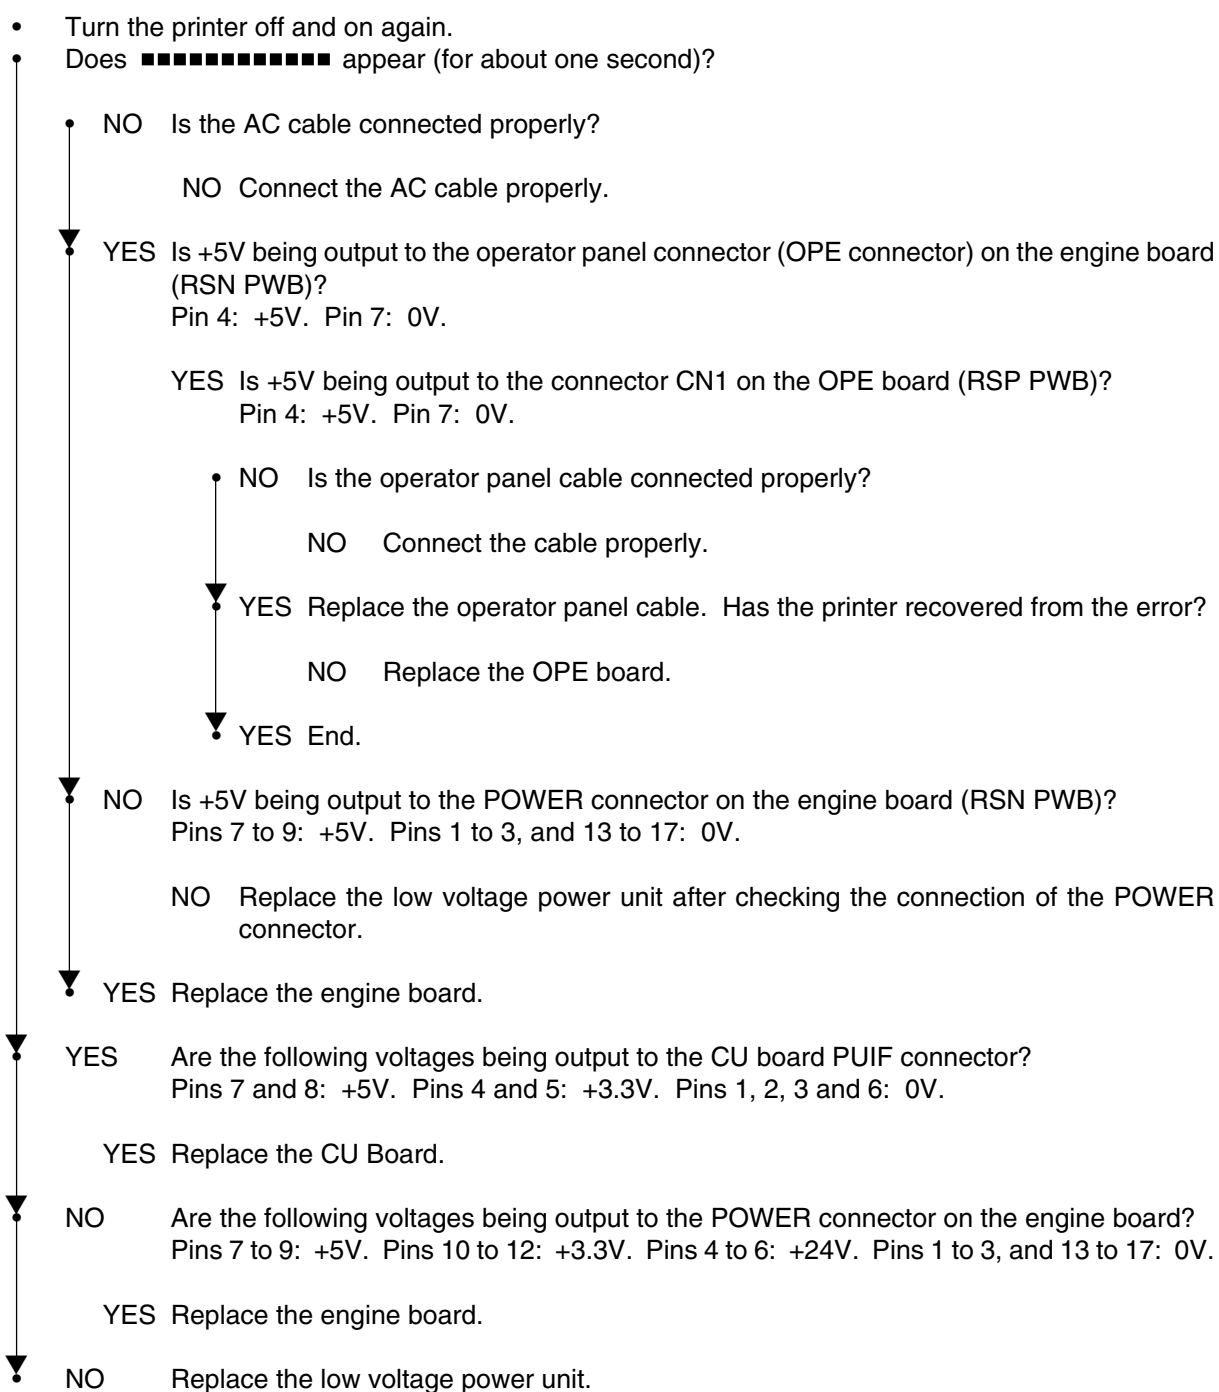 • Turn the printer off and on again.
• Does ■■■■■■■■■■■■ appear (for about one second)?
• NO Is the AC cable connected properly?
NO Connect the AC cable properly.
• YES Is +5V being output to the operator panel connector (OPE connector) on the engine board
(RSN PWB)?
Pin 4: +5V. Pin 7: 0V.
YES Is +5V being output to the connector CN1 on the OPE board (RSP PWB)?
Pin 4: +5V. Pin 7: 0V.
• NO Is the operator panel cable connected properly?
NO Connect the cable properly.
• YES Replace the operator panel cable. Has the printer recovered from the error?
NO Replace the OPE board.
• YES End.
• NO Is +5V being output to the POWER connector on the engine board (RSN PWB)?
Pins 7 to 9: +5V. Pins 1 to 3, and 13 to 17: 0V.
NO Replace the low voltage power unit after checking the connection of the POWER
connector.
• YES Replace the engine board.
• YES Are the following voltages being output to the CU board PUIF connector?
Pins 7 and 8: +5V. Pins 4 and 5: +3.3V. Pins 1, 2, 3 and 6: 0V.
YES Replace the CU Board.
• NO Are the following voltages being output to the POWER connector on the engine board?
Pins 7 to 9: +5V. Pins 10 to 12: +3.3V. Pins 4 to 6: +24V. Pins 1 to 3, and 13 to 17: 0V.
YES Replace the engine board.
• NO Replace the low voltage power unit.